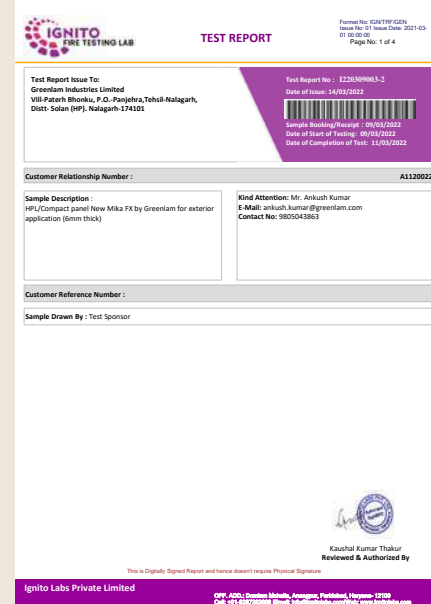 IGNITO
FIRE TESTING LAB
TEST REPORT
Format No: IGN/TRF/GEN
Issue No: 01 Issue Date: 2021-03-
01 00:00:00
Page No: 1 of 4
Test Report Issue To:
Greenlam Industries Limited
Vill-Paterh Bhonku, P.O.-Panjehra,Tehsil-Nalagarh,
Distt- Solan (HP). Nalagarh-174101
Test Report No : I220309003-2
Date of Issue: 14/03/2022
Sample Booking/Receipt : 09/03/2022
Date of Start of Testing: 09/03/2022
Date of Completion of Test: 11/03/2022
Customer Relationship Number :
A1120022
Sample Description :
HPL/Compact panel New Mika FX by Greenlam for exterior
application (6mm thick)
Kind Attention: Mr. Ankush Kumar
E-Mail: ankush.kumar@greenlam.com
Contact No: 9805043863
Customer Reference Number :
Sample Drawn By : Test Sponsor
Kaushal Kumar Thakur
Reviewed & Authorized By
This is Digitally Signed Report and hence doesn't require Physical Signature
Ignito Labs Private Limited
OFF. ADD.: